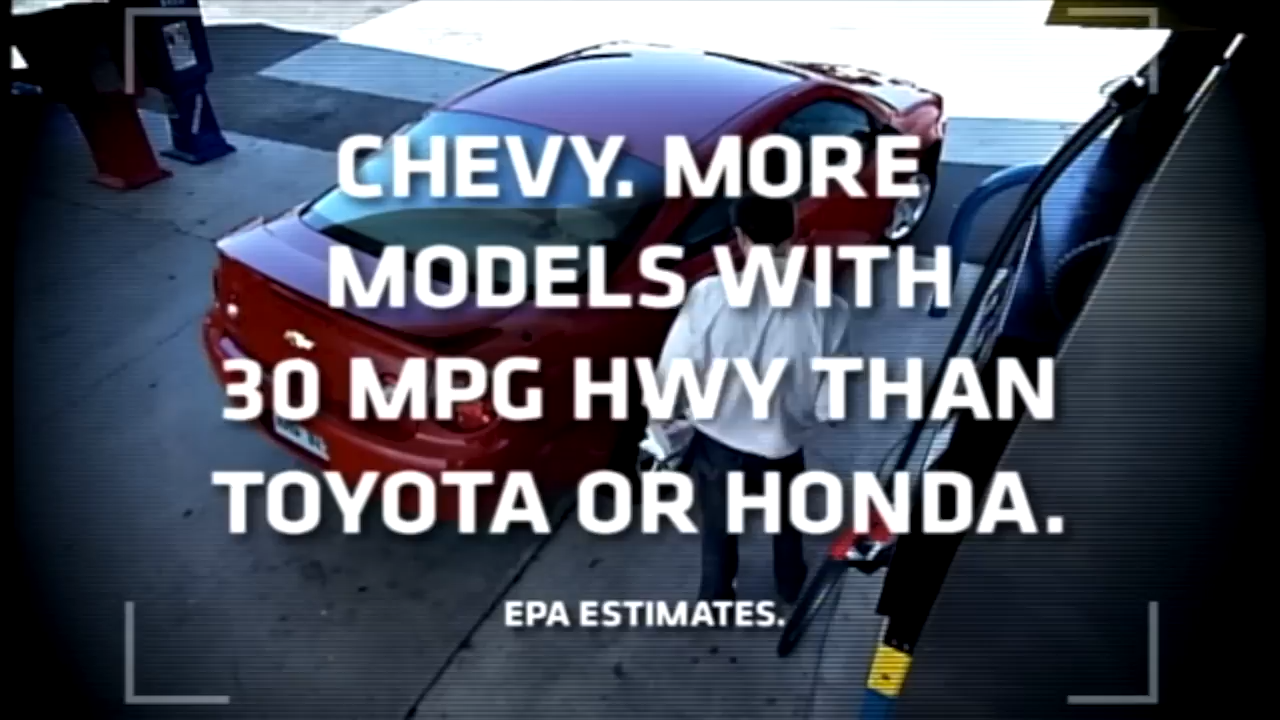 CHEVY. MORE
MODELS WITH
30 MPG HWY THAN
TOYOTA OR HONDA.
EPA ESTIMATES.